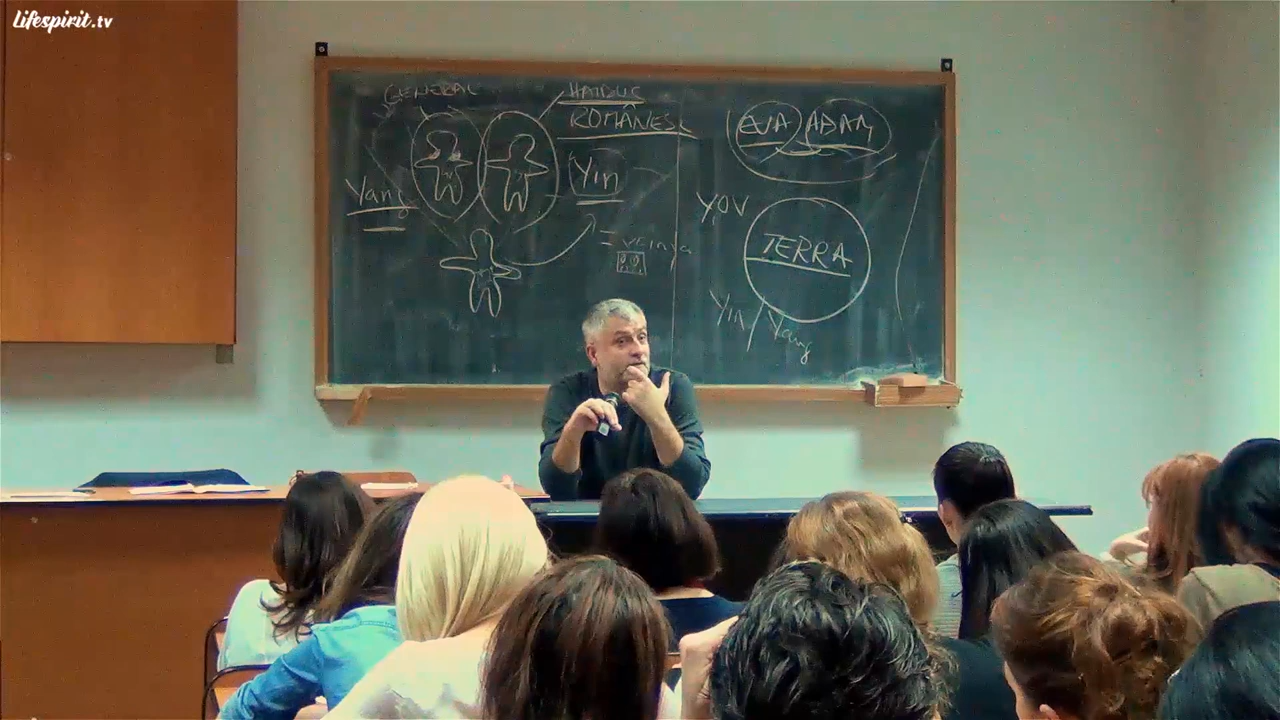 Lifespirit.tv
GENERAL
HAIDUC
ROMÂNESC
Yang
Yin
EVA ADAM
YOV
TERRA
Yin / Yang